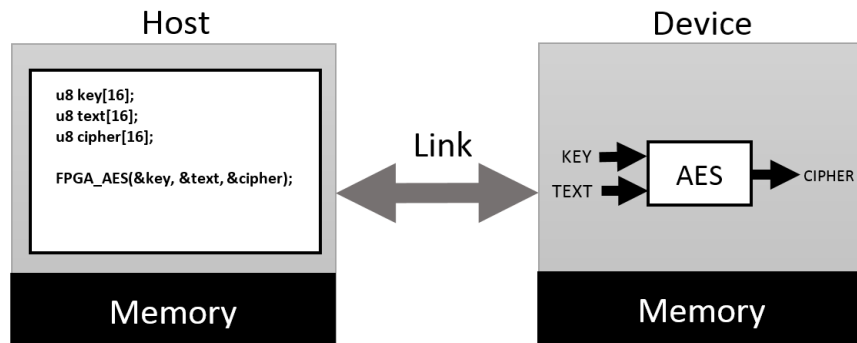 Host
Device
u8 key[16];
u8 text[16];
u8 cipher[16];
FPGA_AES(&key, &text, &cipher);
Link
KEY
TEXT
AES
CIPHER
Memory
Memory